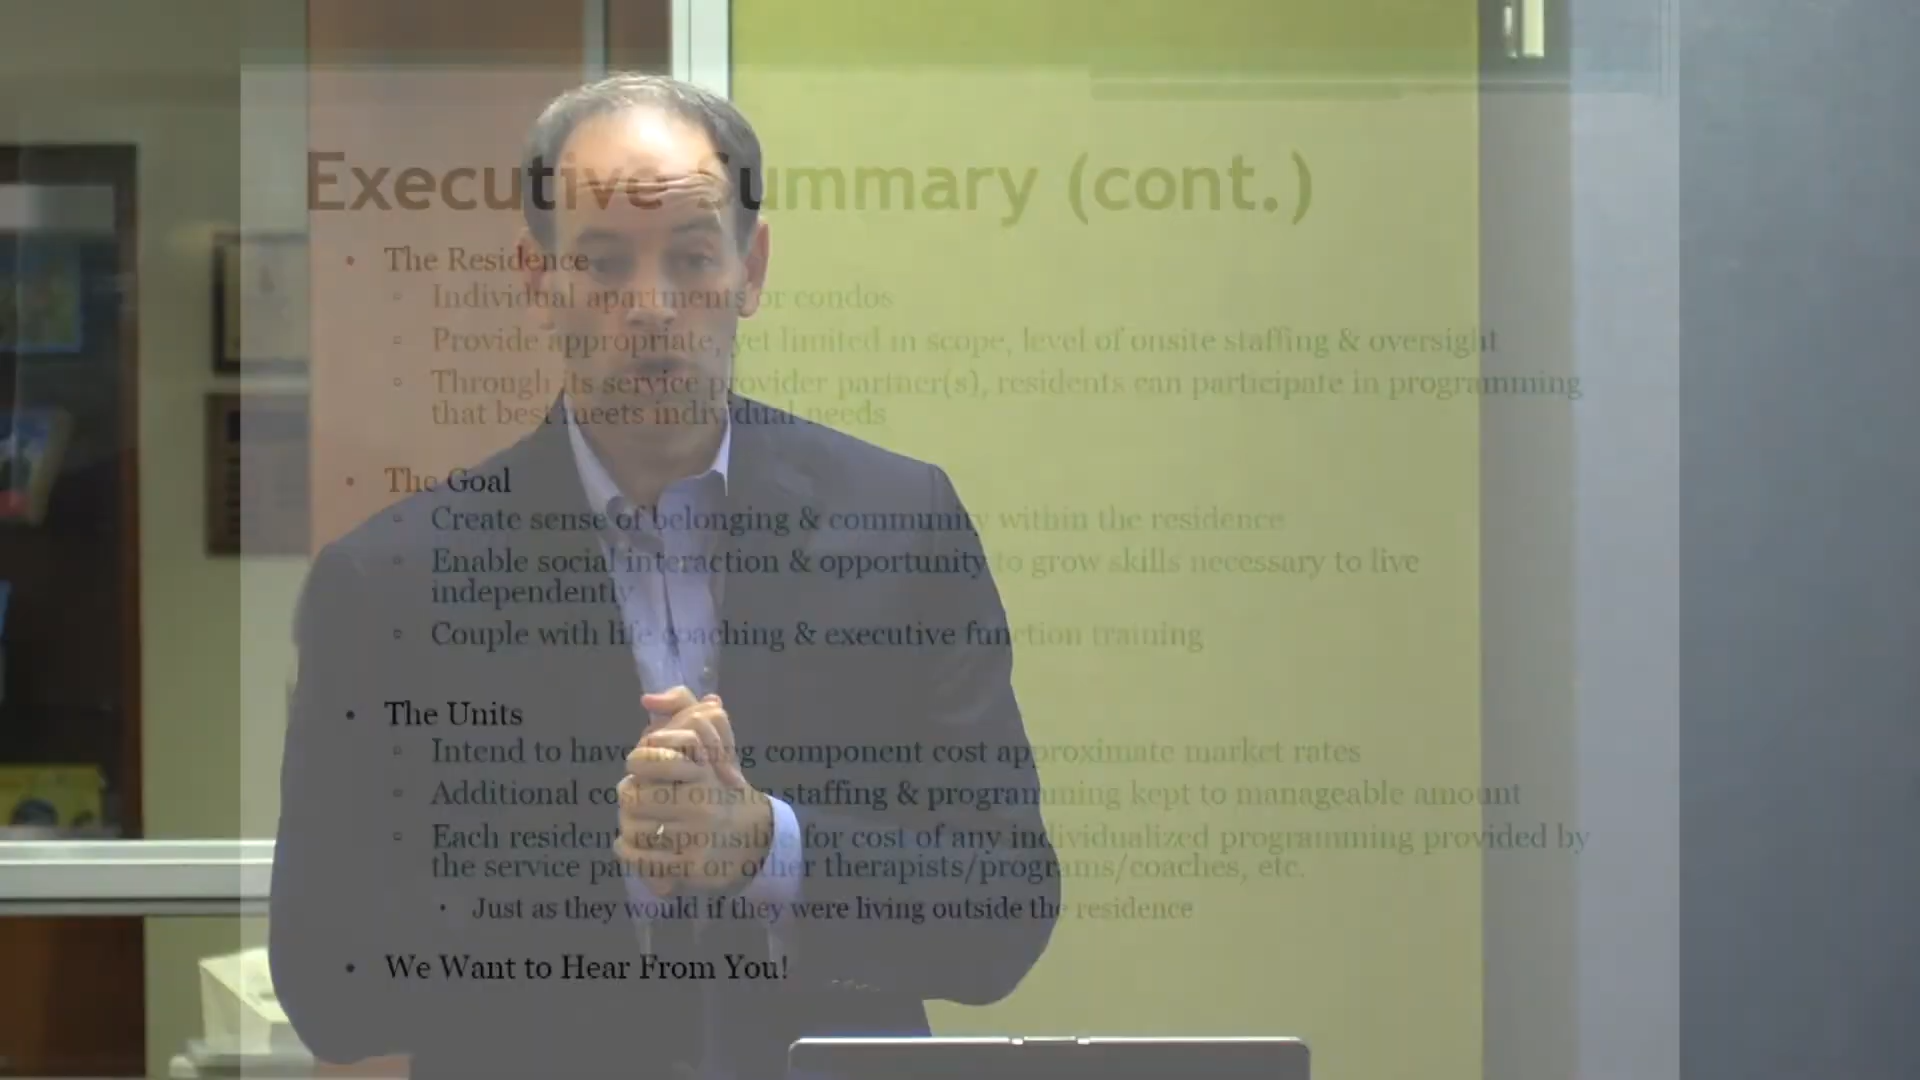 Executive Summary (cont.)
• The Residence
▫ Individual apartments or condos
▫ Provide appropriate, yet limited in scope, level of onsite staffing & oversight
▫ Through its service provider partner(s), residents can participate in programming
that best meets individual needs
• The Goal
▫ Create sense of belonging & community within the residence
▫ Enable social interaction & opportunity to grow skills necessary to live
independently
▫ Couple with life coaching & executive function training
• The Units
▫ Intend to have housing component cost approximate market rates
▫ Additional cost of onsite staffing & programming kept to manageable amount
▫ Each resident responsible for cost of any individualized programming provided by
the service partner or other therapists/programs/coaches, etc.
• Just as they would if they were living outside the residence
• We Want to Hear From You!